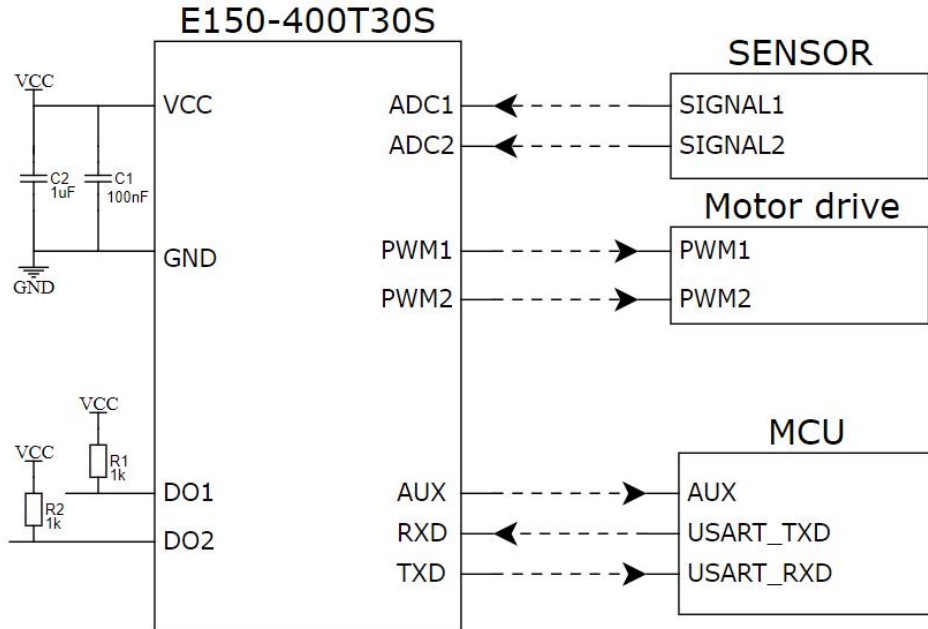 E150-400T30S
VCC
VCC
C2
1uF
C1
100nF
GND
GND
VCC
R1
1k
VCC
R2
1k
DO1
DO2
ADC1
ADC2
PWM1
PWM2
AUX
RXD
TXD
SENSOR
SIGNAL1
SIGNAL2
Motor drive
PWM1
PWM2
MCU
AUX
USART_TXD
USART_RXD